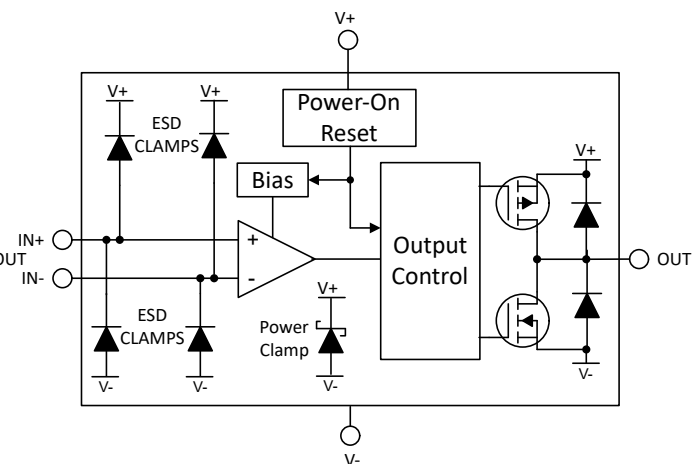 V+
V+
V+
ESD
CLAMPS
Power-On
Reset
V+
Bias
IN+
OUT
IN-
+
-
Output
Control
OUT
ESD
CLAMPS
V+
Power
Clamp
V-
V-
V-
V-
V-